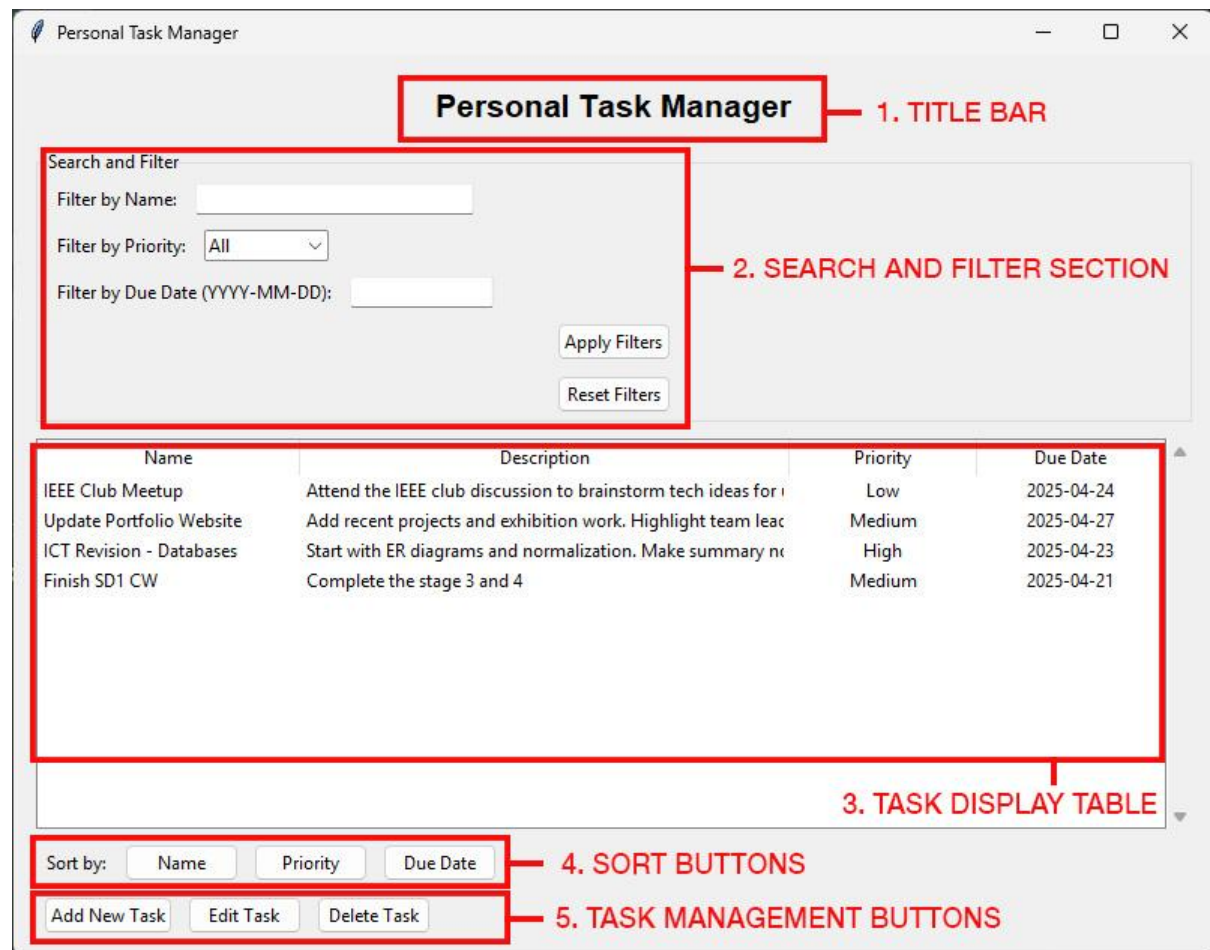 Personal Task Manager
Personal Task Manager
1. TITLE BAR
Search and Filter
Filter by Name:
Filter by Priority: All
2. SEARCH AND FILTER SECTION
Filter by Due Date (YYYY-MM-DD):
Apply Filters
Reset Filters
Name Description Priority Due Date
IEEE Club Meetup Attend the IEEE club discussion to brainstorm tech ideas for Low 2025-04-24
Update Portfolio Website Add recent projects and exhibition work. Highlight team lead Medium 2025-04-27
ICT Revision - Databases Start with ER diagrams and normalization. Make summary High 2025-04-23
Finish SD1 CW Complete the stage 3 and 4 Medium 2025-04-21
3. TASK DISPLAY TABLE
Sort by: Name Priority Due Date
4. SORT BUTTONS
Add New Task Edit Task Delete Task
5. TASK MANAGEMENT BUTTONS